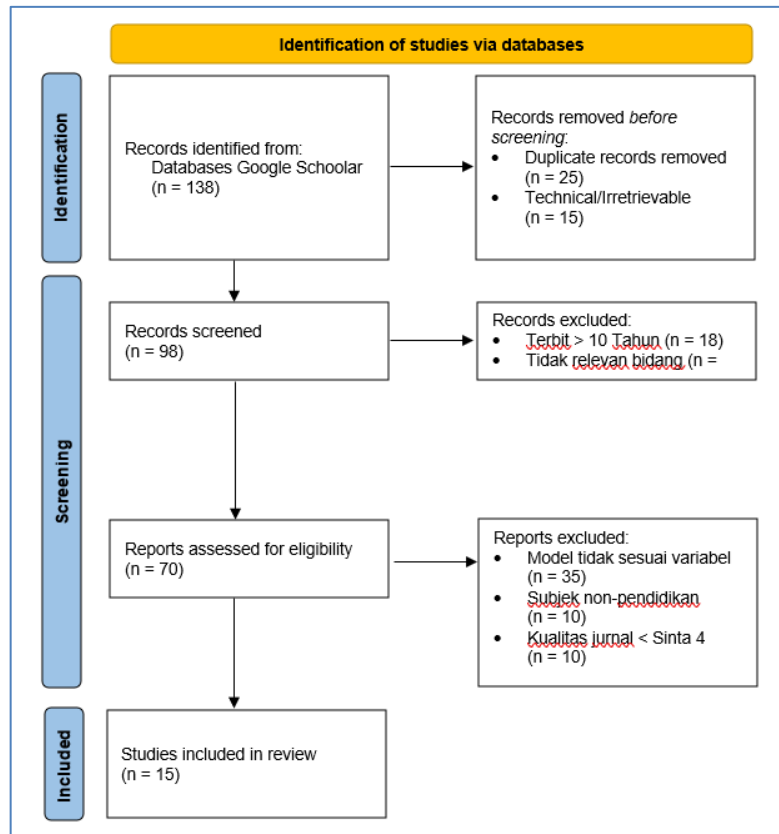 Identification of studies via databases
Identification
Records identified from:
Databases Google Schoolar
(n = 138)
Records removed before
screening:
• Duplicate records removed
(n = 25)
• Technical/Irretrievable
(n = 15)
Screening
Records screened
(n = 98)
Records excluded:
• Terbit > 10 Tahun (n = 18)
• Tidak relevan bidang (n =
Reports assessed for eligibility
(n = 70)
Reports excluded:
• Model tidak sesuai variabel
(n = 35)
• Subjek non-pendidikan
(n = 10)
• Kualitas jurnal < Sinta 4
(n = 10)
Included
Studies included in review
(n = 15)